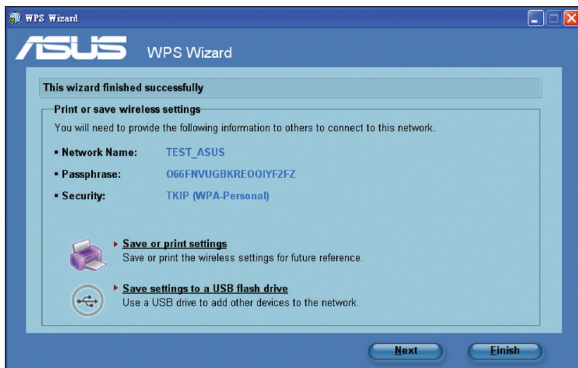 WPS Wizard
ASUS WPS Wizard
This wizard finished successfully
Print or save wireless settings
You will need to provide the following information to others to connect to this network.
▪ Network Name: TEST_ASUS
▪ Passphrase: O66FNVUGBKREOOIYF2FZ
▪ Security: TKIP (WPA-Personal)
Save or print settings
Save or print the wireless settings for future reference.
Save settings to a USB flash drive
Use a USB drive to add other devices to the network.
Next Finish